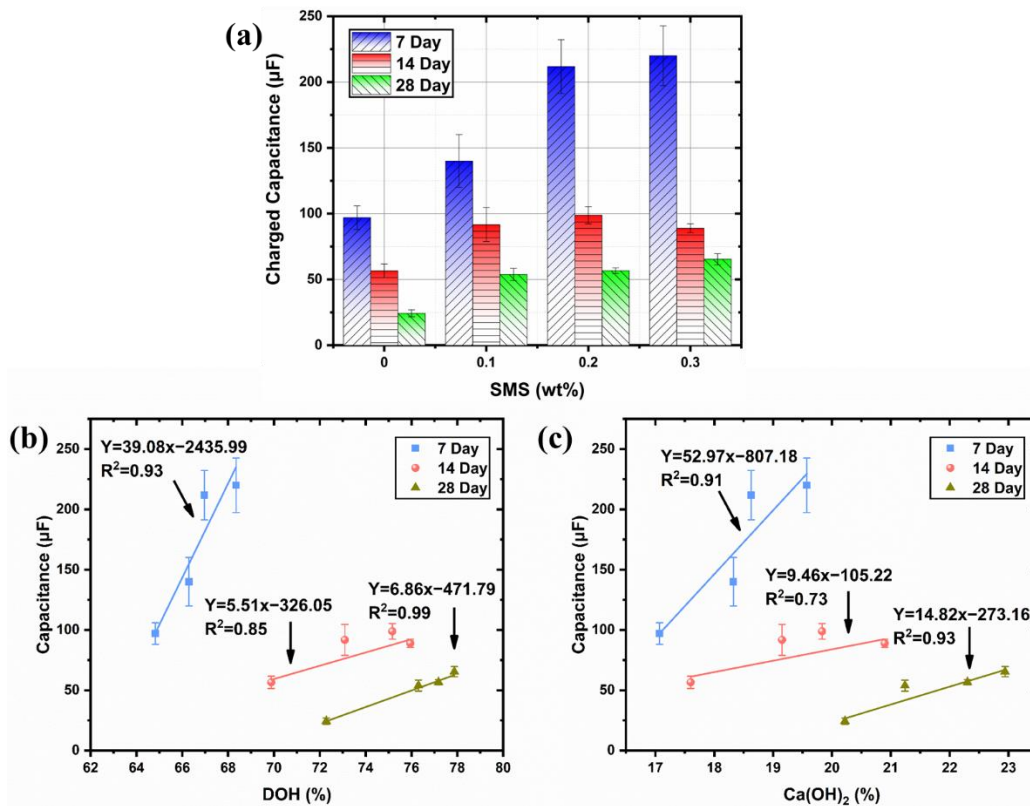 (a)
250
200
150
100
50
0
Charged Capacitance (µF)
7 Day
14 Day
28 Day
0 0.1 0.2 0.3
SMS (wt%)
(b)
250
200
150
100
50
0
Capacitance (µF)
Y=39.08x−2435.99
R²=0.93
Y=5.51x−326.05
R²=0.85
Y=6.86x−471.79
R²=0.99
7 Day
14 Day
28 Day
62 64 66 68 70 72 74 76 78 80
DOH (%)
(c)
250
200
150
100
50
0
Capacitance (µF)
Y=52.97x−807.18
R²=0.91
Y=9.46x−105.22
R²=0.73
Y=14.82x−273.16
R²=0.93
7 Day
14 Day
28 Day
17 18 19 20 21 22 23
Ca(OH)₂ (%)